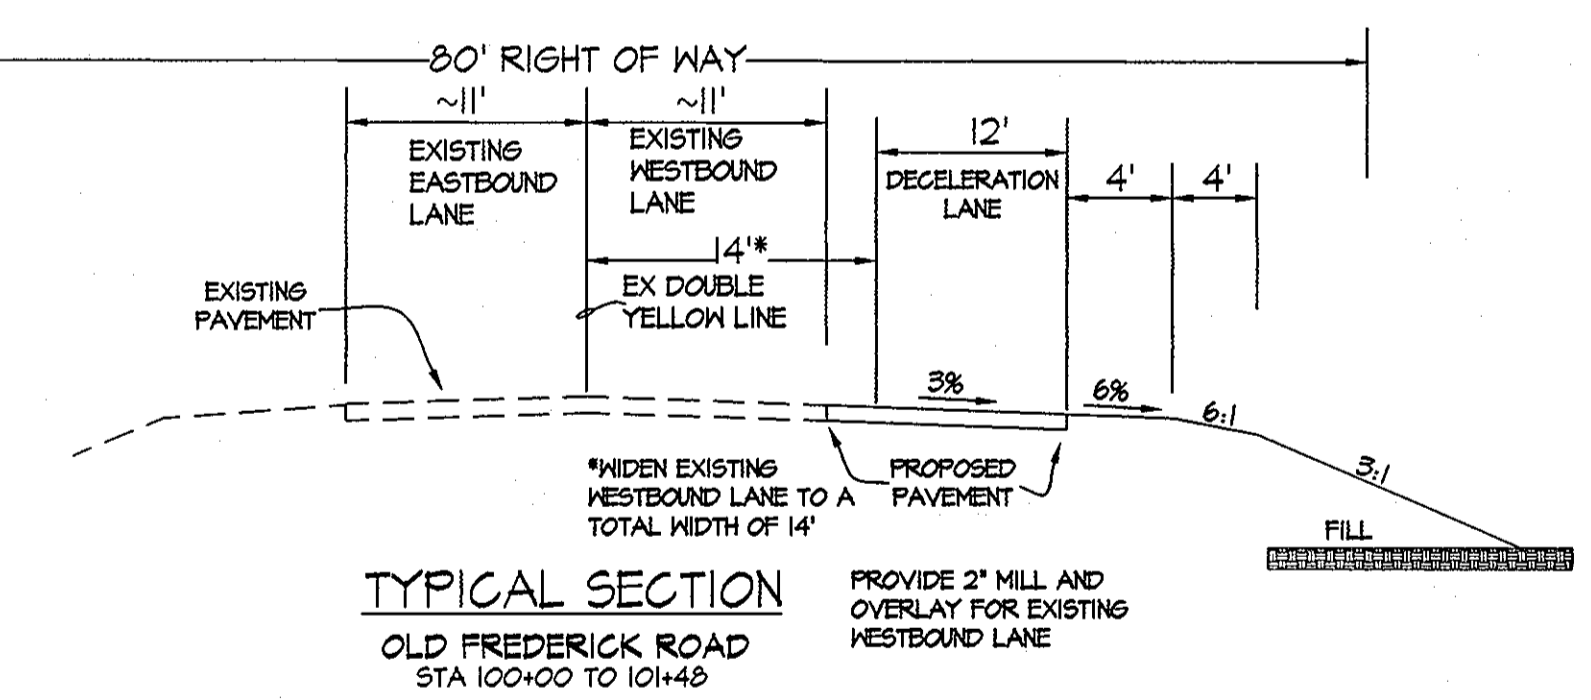 80' RIGHT OF WAY
~11'
~11'
12'
EXISTING
EASTBOUND
LANE
EXISTING
WESTBOUND
LANE
DECELERATION
LANE
4'
4'
14'*
EXISTING
PAVEMENT
EX DOUBLE
YELLOW LINE
3%
6%
6:1
3:1
*WIDEN EXISTING
WESTBOUND LANE TO A
TOTAL WIDTH OF 14'
PROPOSED
PAVEMENT
FILL
TYPICAL SECTION
OLD FREDERICK ROAD
STA 100+00 TO 101+48
PROVIDE 2" MILL AND
OVERLAY FOR EXISTING
WESTBOUND LANE